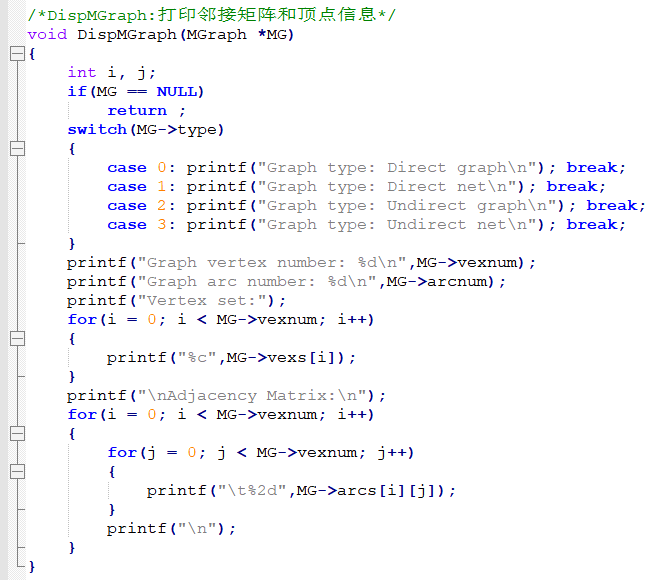 /*DispMGraph:打印邻接矩阵和顶点信息*/
void DispMGraph(MGraph *MG)
{
    int i, j;
    if(MG == NULL)
        return ;
    switch(MG->type)
    {
        case 0: printf("Graph type: Direct graph\n"); break;
        case 1: printf("Graph type: Direct net\n"); break;
        case 2: printf("Graph type: Undirect graph\n"); break;
        case 3: printf("Graph type: Undirect net\n"); break;
    }
    printf("Graph vertex number: %d\n",MG->vexnum);
    printf("Graph arc number: %d\n",MG->arcnum);
    printf("Vertex set:");
    for(i = 0; i < MG->vexnum; i++)
    {
        printf("%c",MG->vexs[i]);
    }
    printf("\nAdjacency Matrix:\n");
    for(i = 0; i < MG->vexnum; i++)
    {
        for(j = 0; j < MG->vexnum; j++)
        {
            printf("\t%2d",MG->arcs[i][j]);
        }
        printf("\n");
    }
}